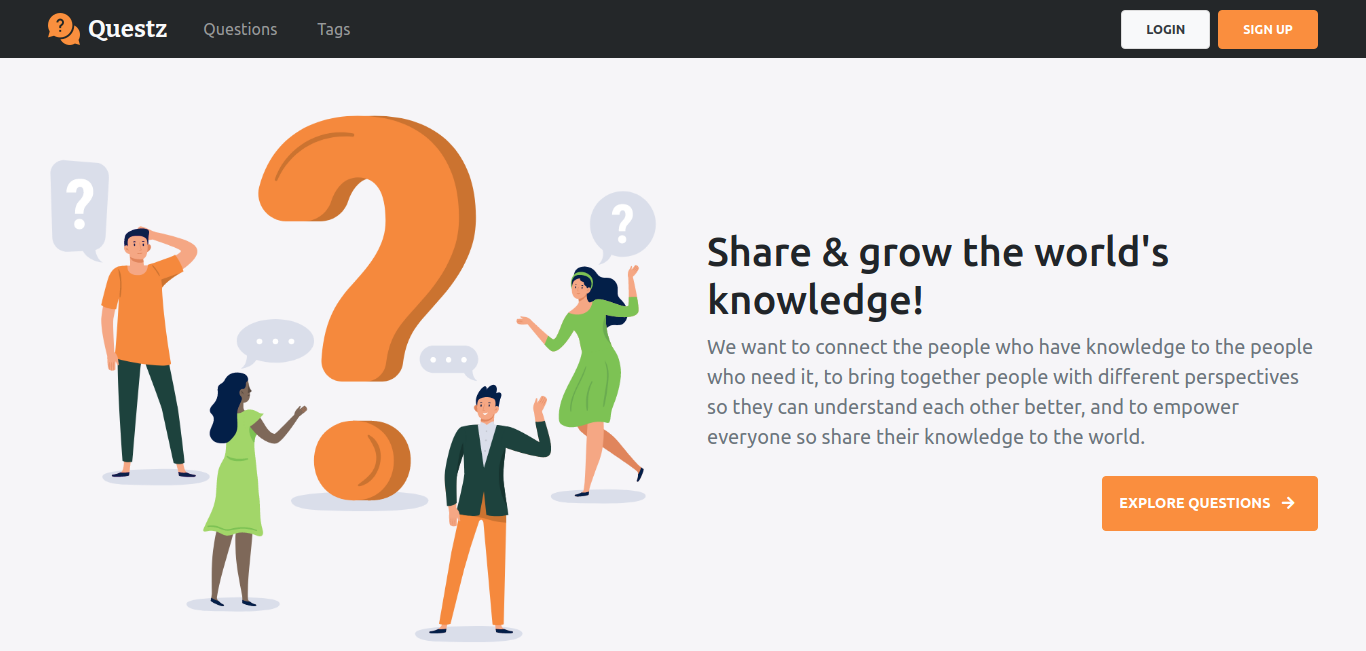 Questz
Questions
Tags
LOGIN
SIGN UP
?
?
?
?
Share & grow the world's
knowledge!
We want to connect the people who have knowledge to the people
who need it, to bring together people with different perspectives
so they can understand each other better, and to empower
everyone so share their knowledge to the world.
EXPLORE QUESTIONS →